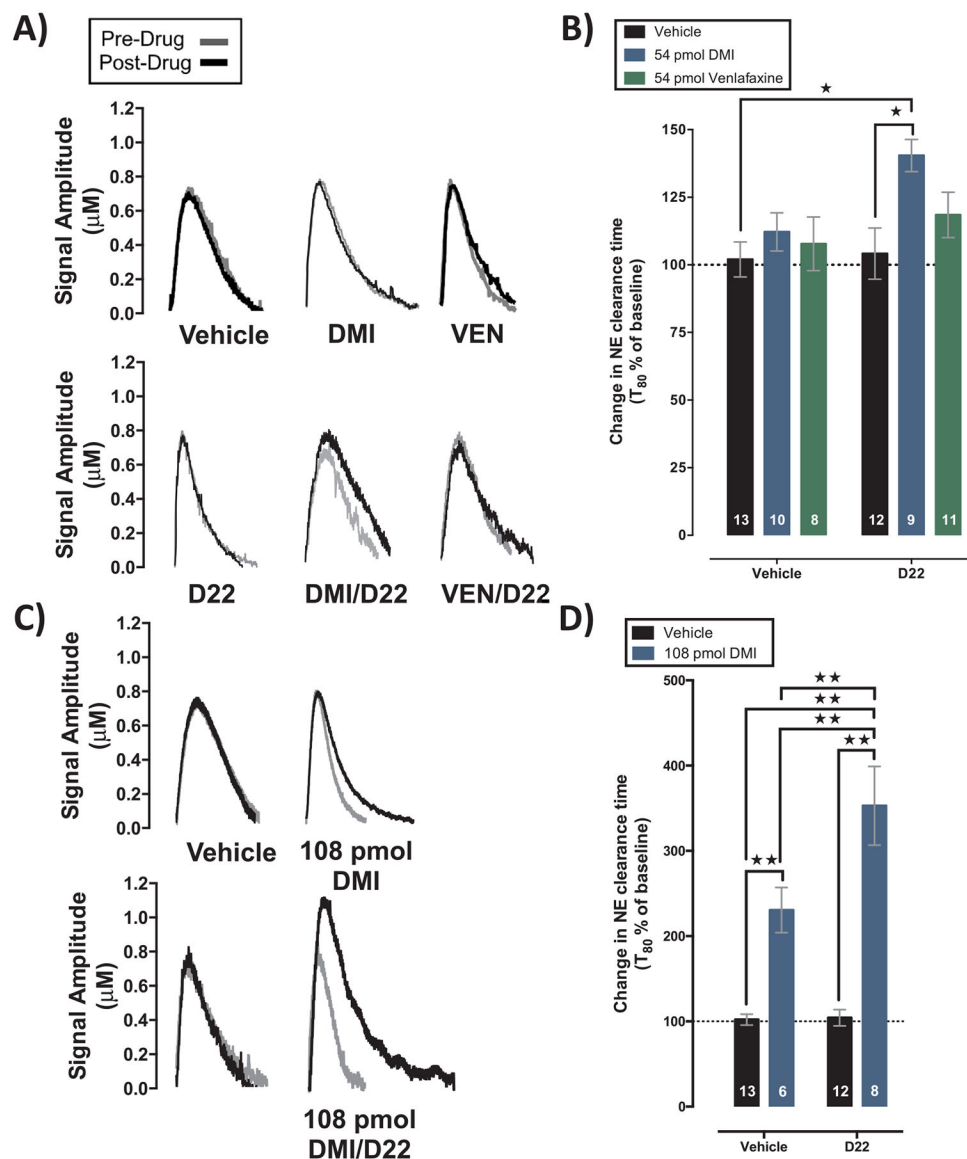 A)
Pre-Drug
Post-Drug
Signal Amplitude
(μM)
1.2
1.0
0.8
0.6
0.4
0.2
0.0
Vehicle
DMI
VEN
Signal Amplitude
(μM)
1.2
1.0
0.8
0.6
0.4
0.2
0.0
D22
DMI/D22
VEN/D22
B)
Vehicle
54 pmol DMI
54 pmol Venlafaxine
Change in NE clearance time
(T80 % of baseline)
150
125
100
75
50
25
0
★
★
13
10
8
12
9
11
Vehicle
D22
C)
Signal Amplitude
(μM)
1.2
1.0
0.8
0.6
0.4
0.2
0.0
Vehicle
108 pmol
DMI
Signal Amplitude
(μM)
1.2
1.0
0.8
0.6
0.4
0.2
0.0
108 pmol
DMI/D22
D)
Vehicle
108 pmol DMI
Change in NE clearance time
(T80 % of baseline)
500
400
300
200
100
0
★★
★★
★★
★★
★★
13
6
12
8
Vehicle
D22